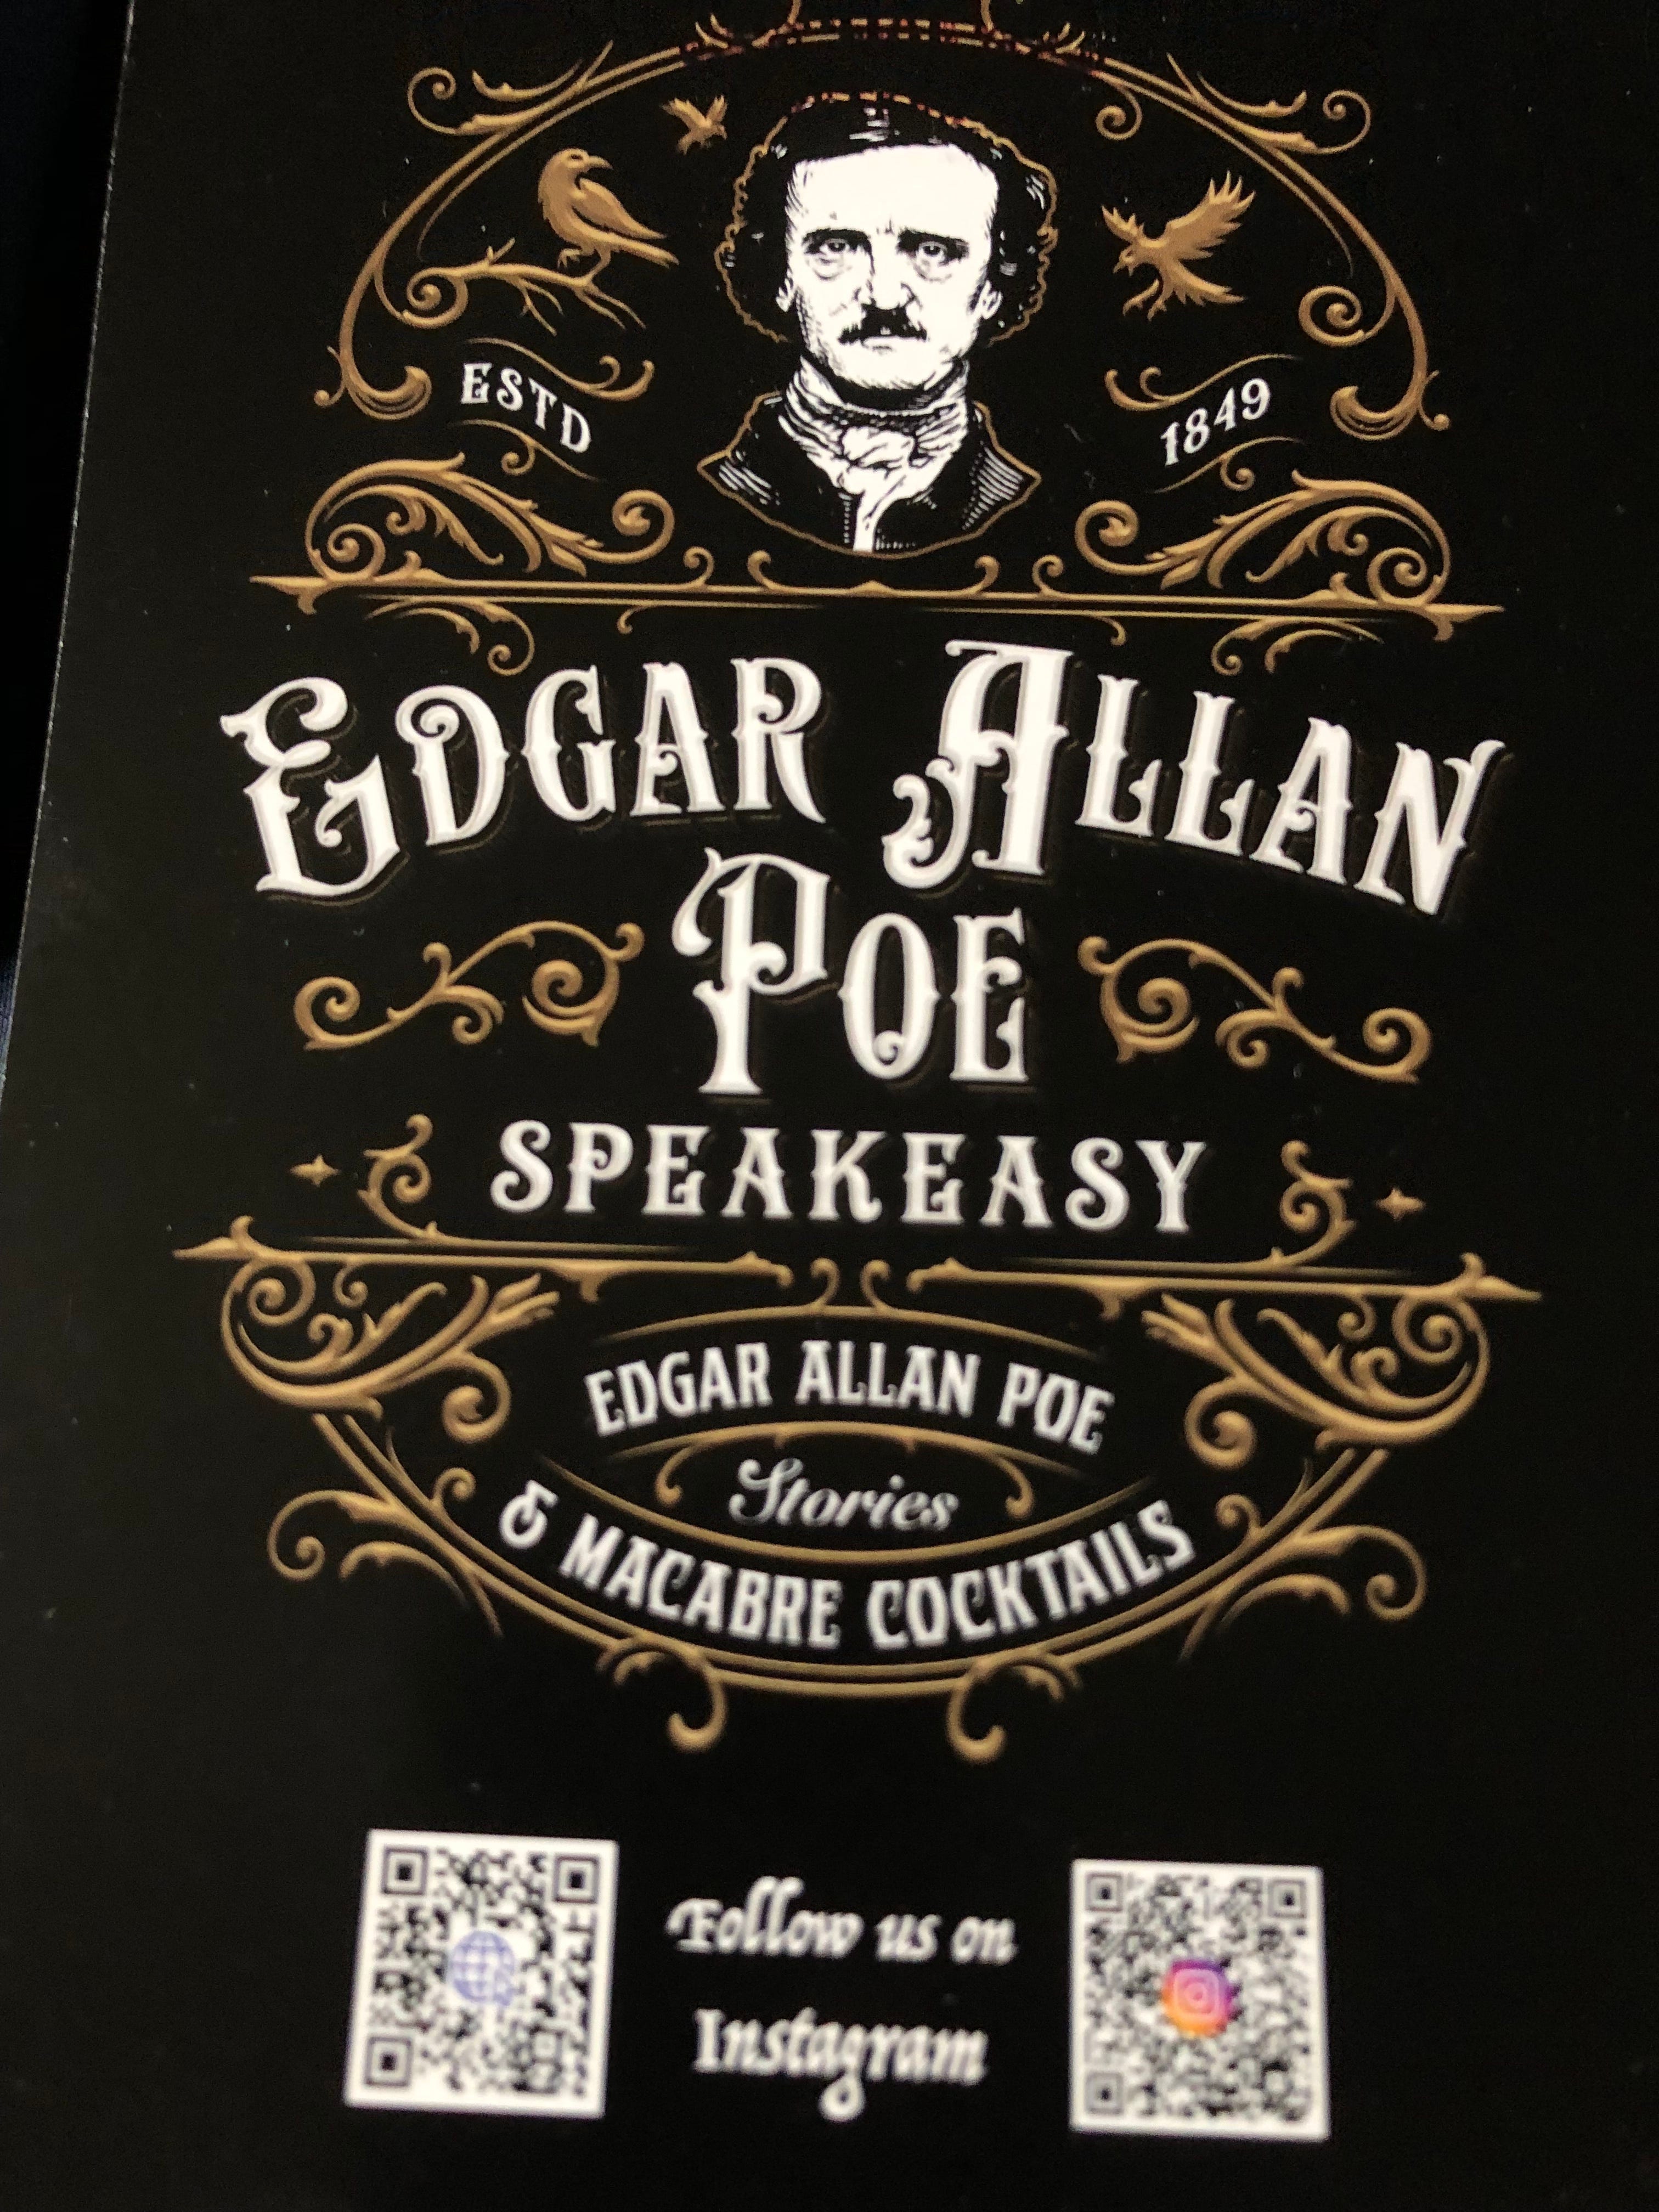 ESTD
1849
EDGAR ALLAN
POE
SPEAKEASY
EDGAR ALLAN POE
Stories
& MACABRE COCKTAILS
Follow us on
Instagram